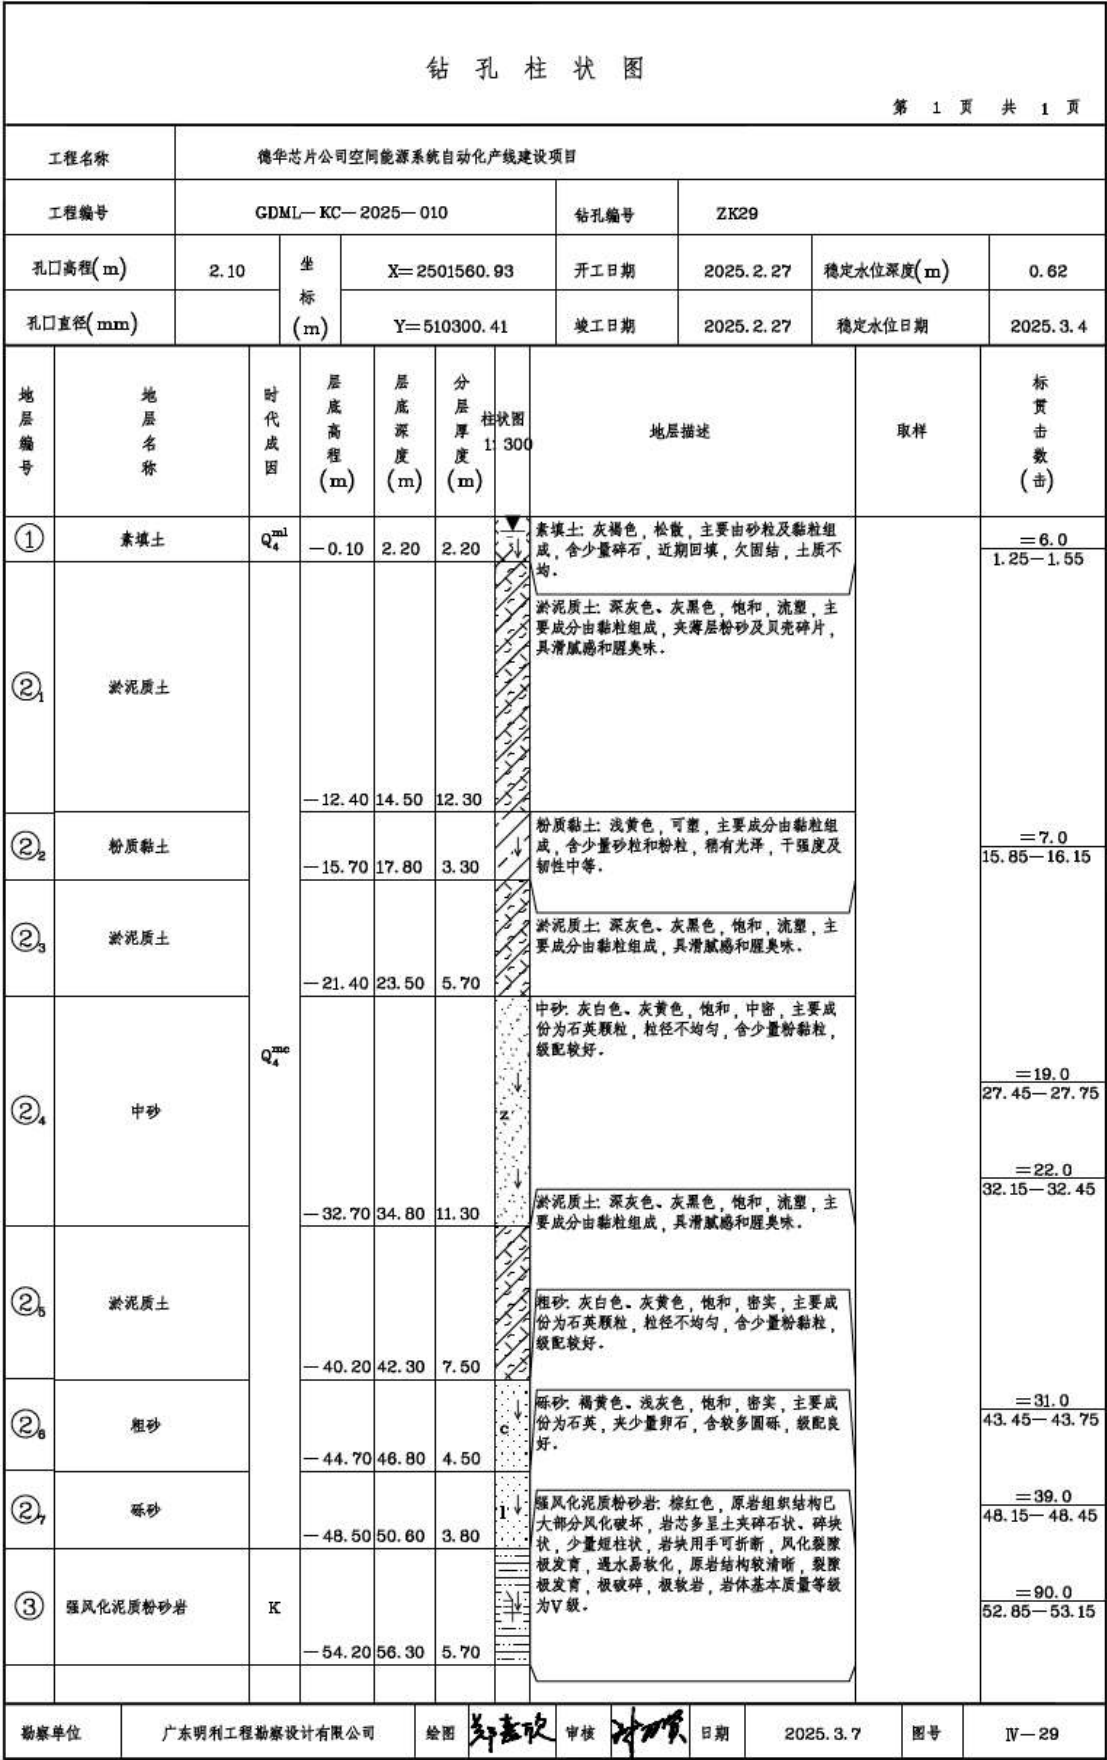 钻 孔 柱 状 图
第 1 页 共 1 页
工程名称 德华芯片公司空间能源系统自动化产线建设项目
工程编号 GDML—KC—2025—010 钻孔编号 ZK29
孔口高程(m) 2.10 坐标(m) X=2501560.93 开工日期 2025.2.27 稳定水位深度(m) 0.62
孔口直径(mm) Y=510300.41 竣工日期 2025.2.27 稳定水位日期 2025.3.4
地层编号 地层名称 时代成因 层底高程(m) 层底深度(m) 分层厚度(m) 柱状图 1:300 地层描述 取样 标贯击数(击)
① 素填土 Q4ml —0.10 2.20 2.20
素填土: 灰褐色，松散，主要由砂粒及黏粒组
成，含少量碎石，近期回填，欠固结，土质不
均.
=6.0
1.25—1.55
②1 淤泥质土 —12.40 14.50 12.30
淤泥质土: 深灰色、灰黑色，饱和，流塑，主
要成分由黏粒组成，夹薄层粉砂及贝壳碎片，
具滑腻感和腥臭味.
②2 粉质黏土 —15.70 17.80 3.30
粉质黏土: 浅黄色，可塑，主要成分由黏粒组
成，含少量砂粒和粉粒，稍有光泽，干强度及
韧性中等.
=7.0
15.85—16.15
②3 淤泥质土 —21.40 23.50 5.70
淤泥质土: 深灰色、灰黑色，饱和，流塑，主
要成分由黏粒组成，具滑腻感和腥臭味.
Q4mc
②4 中砂 —32.70 34.80 11.30
z
中砂: 灰白色、灰黄色，饱和，中密，主要成
份为石英颗粒，粒径不均匀，含少量粉黏粒，
级配较好.
=19.0
27.45—27.75
=22.0
32.15—32.45
②5 淤泥质土 —40.20 42.30 7.50
淤泥质土: 深灰色、灰黑色，饱和，流塑，主
要成分由黏粒组成，具滑腻感和腥臭味.
②6 粗砂 —44.70 46.80 4.50
c
粗砂: 灰白色、灰黄色，饱和，密实，主要成
份为石英颗粒，粒径不均匀，含少量粉黏粒，
级配较好.
=31.0
43.45—43.75
②7 砾砂 —48.50 50.60 3.80
l
砾砂: 褐黄色、浅灰色，饱和，密实，主要成
份为石英，夹少量卵石，含较多圆砾，级配良
好.
=39.0
48.15—48.45
③ 强风化泥质粉砂岩 K —54.20 56.30 5.70
强风化泥质粉砂岩: 棕红色，原岩组织结构已
大部分风化破坏，岩芯多呈土夹碎石状、碎块
状，少量短柱状，岩块用手可折断，风化裂隙
极发育，遇水易软化，原岩结构较清晰，裂隙
极发育，极破碎，极软岩，岩体基本质量等级
为V级.
=90.0
52.85—53.15
勘察单位 广东明利工程勘察设计有限公司 绘图 审核 日期 2025.3.7 图号 Ⅳ—29